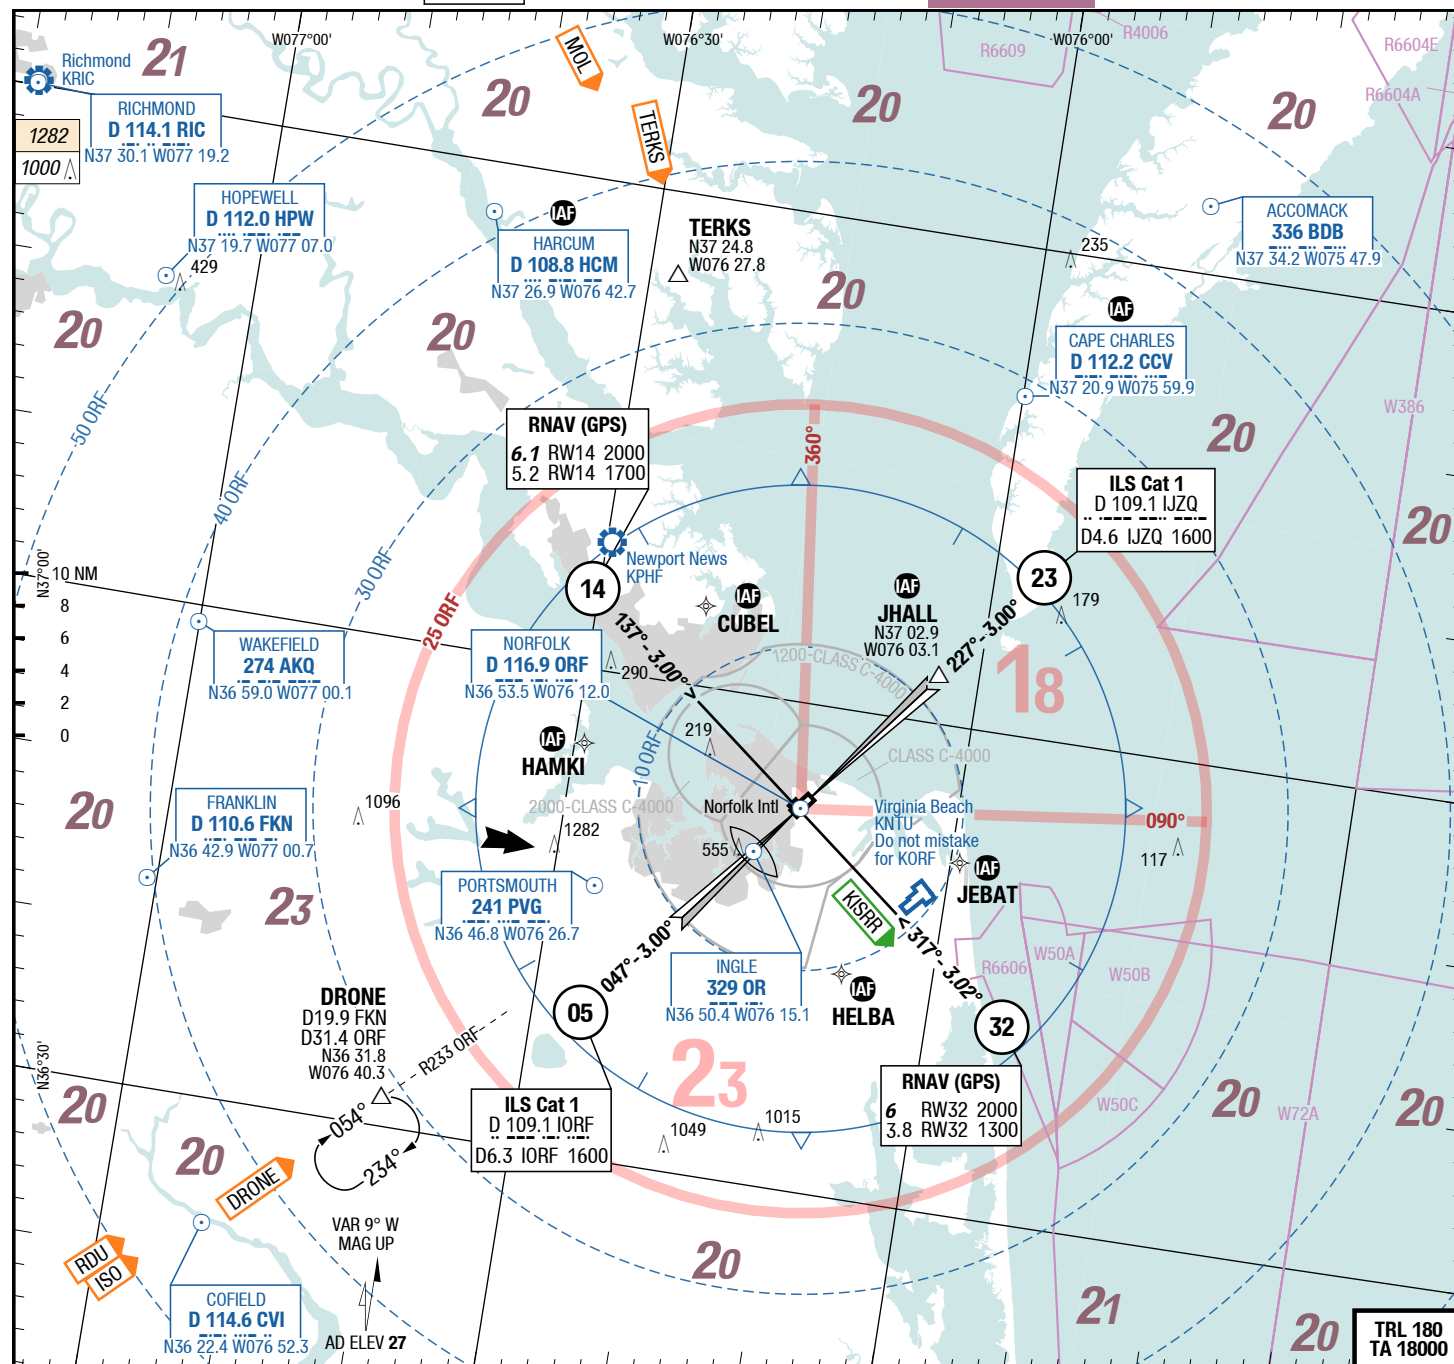 W077°00'
W076°30'
W076°00'
Richmond
KRIC
21
RICHMOND
D 114.1 RIC
N37 30.1 W077 19.2
1282
1000
MOL
TERKS
20
20
20
R6609
R4006
R6604E
R6604A
HOPEWELL
D 112.0 HPW
N37 19.7 W077 07.0
429
IAF
HARCUM
D 108.8 HCM
N37 26.9 W076 42.7
TERKS
N37 24.8
W076 27.8
235
ACCOMACK
336 BDB
N37 34.2 W075 47.9
20
20
20
IAF
CAPE CHARLES
D 112.2 CCV
N37 20.9 W075 59.9
50 ORF
40 ORF
30 ORF
25 ORF
10 ORF
W386
20
RNAV (GPS)
6.1 RW14 2000
5.2 RW14 1700
360°
ILS Cat 1
D 109.1 IJZQ
D4.6 IJZQ 1600
20
N37°00'
10 NM
8
6
4
2
0
Newport News
KPHF
14
23
179
IAF
CUBEL
IAF
JHALL
N37 02.9
W076 03.1
137° - 3.00° >
227° - 3.00°
WAKEFIELD
274 AKQ
N36 59.0 W077 00.1
NORFOLK
D 116.9 ORF
N36 53.5 W076 12.0
290
1200-CLASS C-4000
18
219
IAF
HAMKI
CLASS C-4000
2000-CLASS C-4000
Norfolk Intl
Virginia Beach
KNTU
Do not mistake
for KORF
090°
117
20
FRANKLIN
D 110.6 FKN
N36 42.9 W077 00.7
1096
1282
555
IAF
JEBAT
PORTSMOUTH
241 PVG
N36 46.8 W076 26.7
23
KISRR
047° - 3.00°
< 317° - 3.02°
INGLE
329 OR
N36 50.4 W076 15.1
IAF
HELBA
R6606
W50A
W50B
W50C
W72A
DRONE
D19.9 FKN
D31.4 ORF
N36 31.8
W076 40.3
R233 ORF
05
32
23
N36°30'
20
054°
234°
ILS Cat 1
D 109.1 IORF
D6.3 IORF 1600
1049
1015
RNAV (GPS)
6 RW32 2000
3.8 RW32 1300
20
20
20
DRONE
RDU
ISO
VAR 9° W
MAG UP
COFIELD
D 114.6 CVI
N36 22.4 W076 52.3
AD ELEV 27
20
21
20
TRL 180
TA 18000